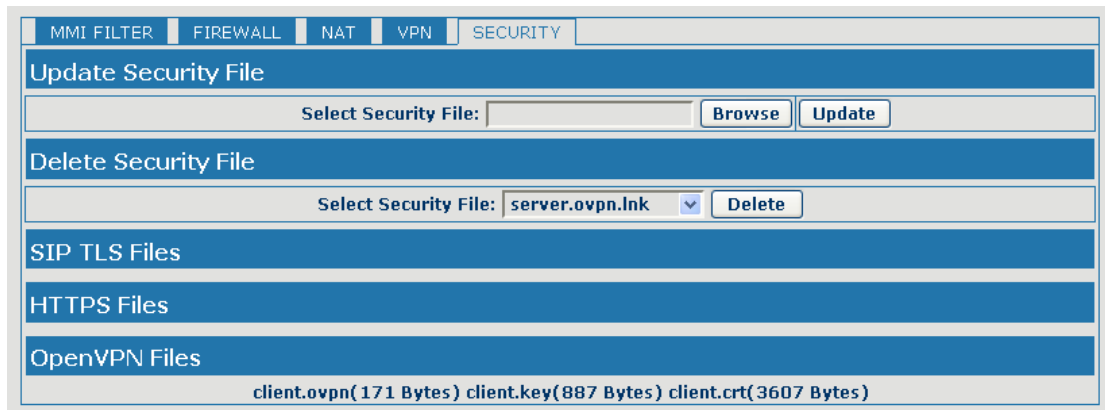 MMI FILTER FIREWALL NAT VPN SECURITY
Update Security File
Select Security File: Browse Update
Delete Security File
Select Security File: server.ovpn.lnk Delete
SIP TLS Files
HTTPS Files
OpenVPN Files
client.ovpn(171 Bytes) client.key(887 Bytes) client.crt(3607 Bytes)